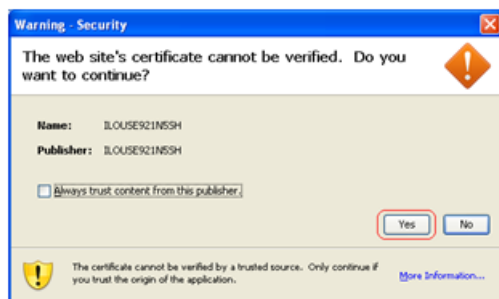 Warning - Security
The web site's certificate cannot be verified. Do you
want to continue?
Name: ILOUSE921N5SH
Publisher: ILOUSE921N5SH
Always trust content from this publisher.
Yes No
The certificate cannot be verified by a trusted source. Only continue if
you trust the origin of the application.
More Information...